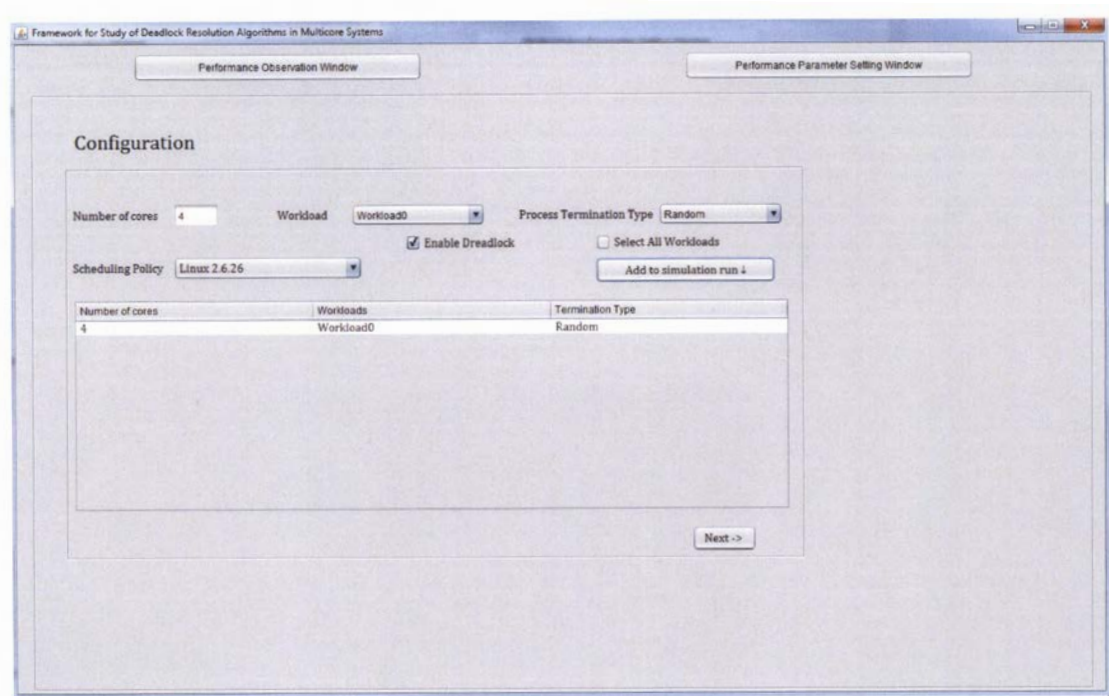 Framework for Study of Deadlock Resolution Algorithms in Multicore Systems
Performance Observation Window
Performance Parameter Setting Window
Configuration
Number of cores 4 Workload Workload0 Process Termination Type Random
Enable Dreadlock Select All Workloads
Scheduling Policy Linux 2.6.26 Add to simulation run ↓
Number of cores Workloads Termination Type
4 Workload0 Random
Next ->